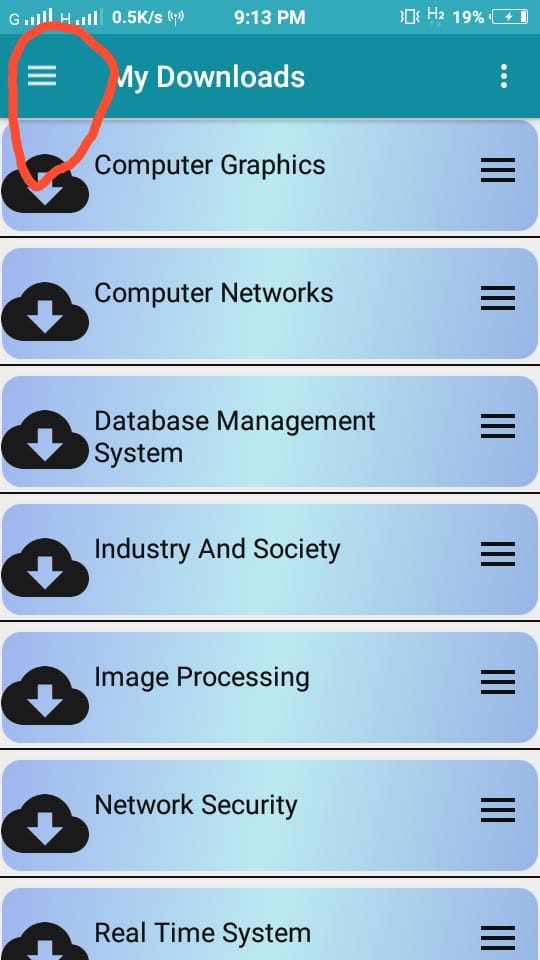 G H 0.5K/s 9:13 PM H2 19%
My Downloads
Computer Graphics
Computer Networks
Database Management
System
Industry And Society
Image Processing
Network Security
Real Time System